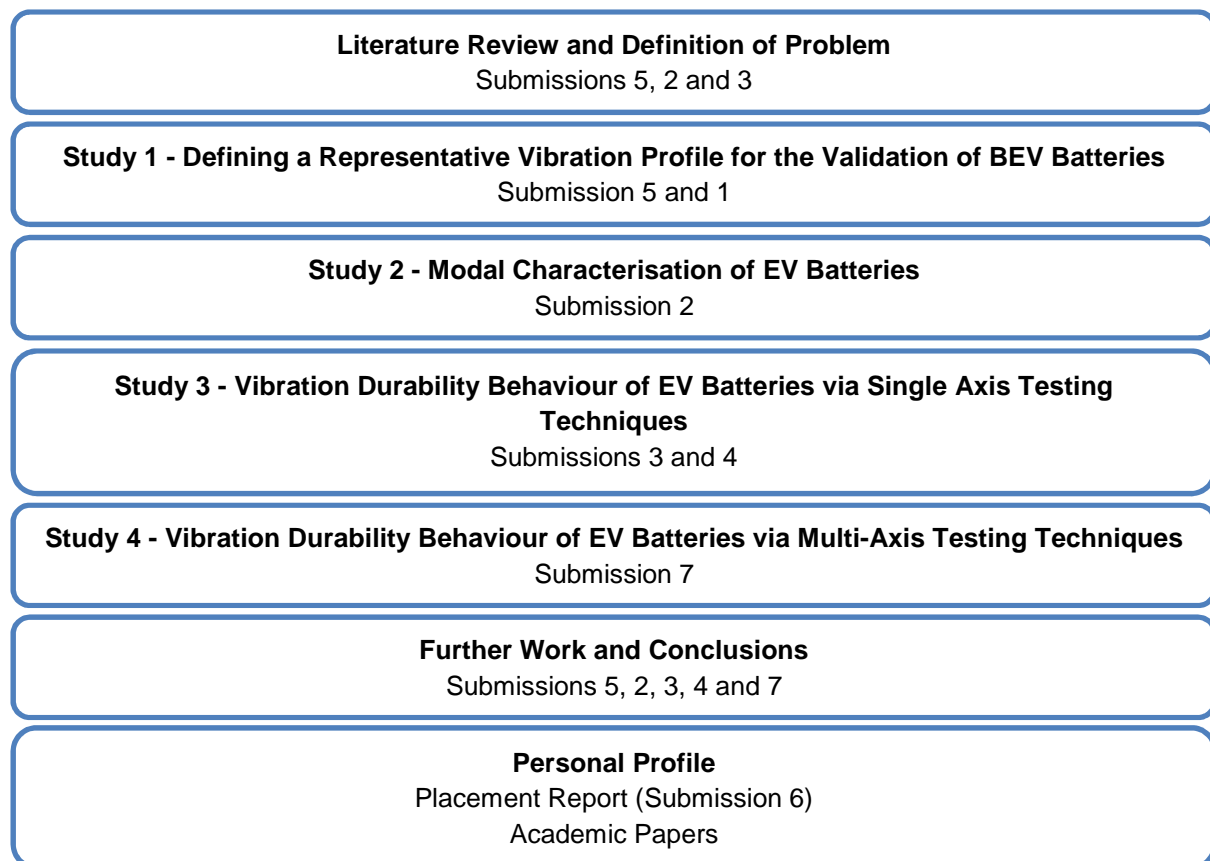 Literature Review and Definition of Problem
Submissions 5, 2 and 3
Study 1 - Defining a Representative Vibration Profile for the Validation of BEV Batteries
Submission 5 and 1
Study 2 - Modal Characterisation of EV Batteries
Submission 2
Study 3 - Vibration Durability Behaviour of EV Batteries via Single Axis Testing
Techniques
Submissions 3 and 4
Study 4 - Vibration Durability Behaviour of EV Batteries via Multi-Axis Testing Techniques
Submission 7
Further Work and Conclusions
Submissions 5, 2, 3, 4 and 7
Personal Profile
Placement Report (Submission 6)
Academic Papers